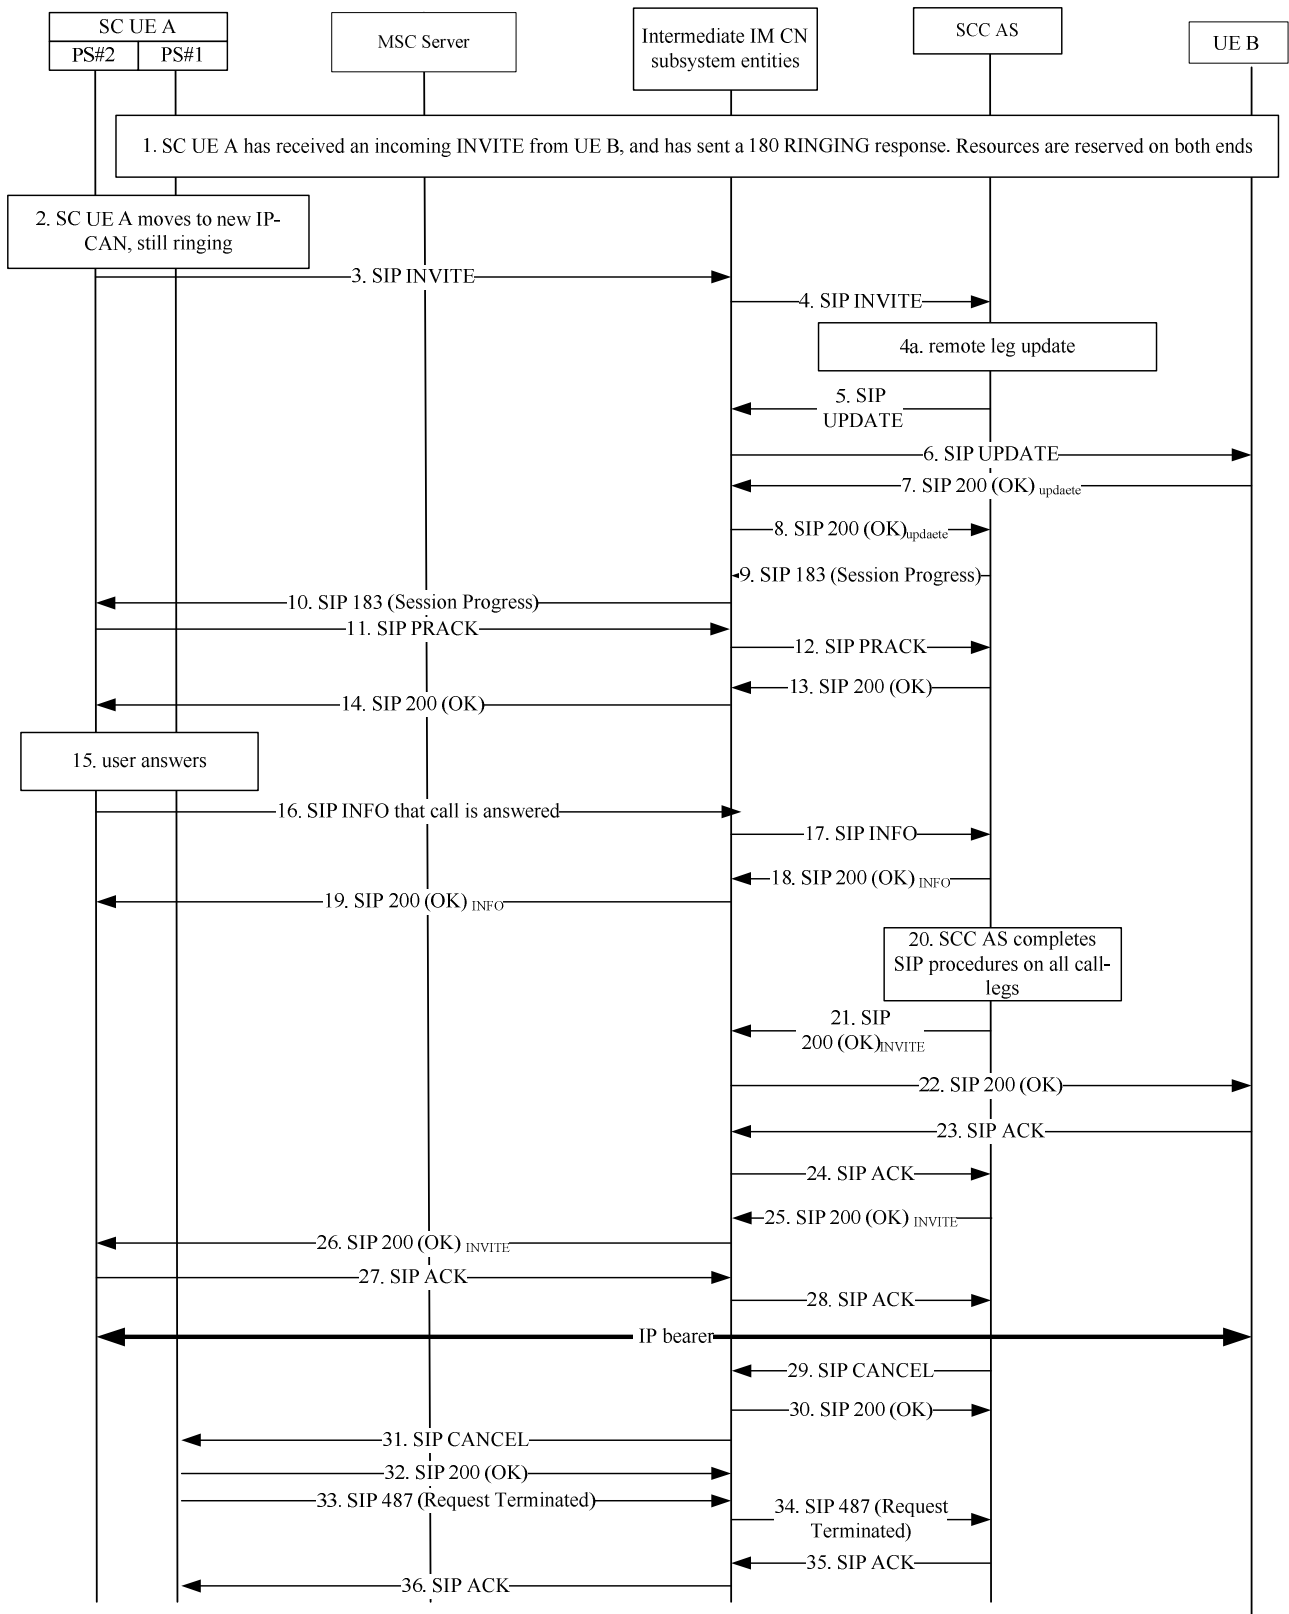 SC UE A
PS#2
PS#1
MSC Server
Intermediate IM CN
subsystem entities
SCC AS
UE B
1. SC UE A has received an incoming INVITE from UE B, and has sent a 180 RINGING response. Resources are reserved on both ends
2. SC UE A moves to new IP-
CAN, still ringing
3. SIP INVITE
4. SIP INVITE
4a. remote leg update
5. SIP
UPDATE
6. SIP UPDATE
7. SIP 200 (OK) updaete
8. SIP 200 (OK)updaete
9. SIP 183 (Session Progress)
10. SIP 183 (Session Progress)
11. SIP PRACK
12. SIP PRACK
13. SIP 200 (OK)
14. SIP 200 (OK)
15. user answers
16. SIP INFO that call is answered
17. SIP INFO
18. SIP 200 (OK) INFO
19. SIP 200 (OK) INFO
20. SCC AS completes
SIP procedures on all call-
legs
21. SIP
200 (OK)INVITE
22. SIP 200 (OK)
23. SIP ACK
24. SIP ACK
25. SIP 200 (OK) INVITE
26. SIP 200 (OK) INVITE
27. SIP ACK
28. SIP ACK
IP bearer
29. SIP CANCEL
30. SIP 200 (OK)
31. SIP CANCEL
32. SIP 200 (OK)
33. SIP 487 (Request Terminated)
34. SIP 487 (Request
Terminated)
35. SIP ACK
36. SIP ACK